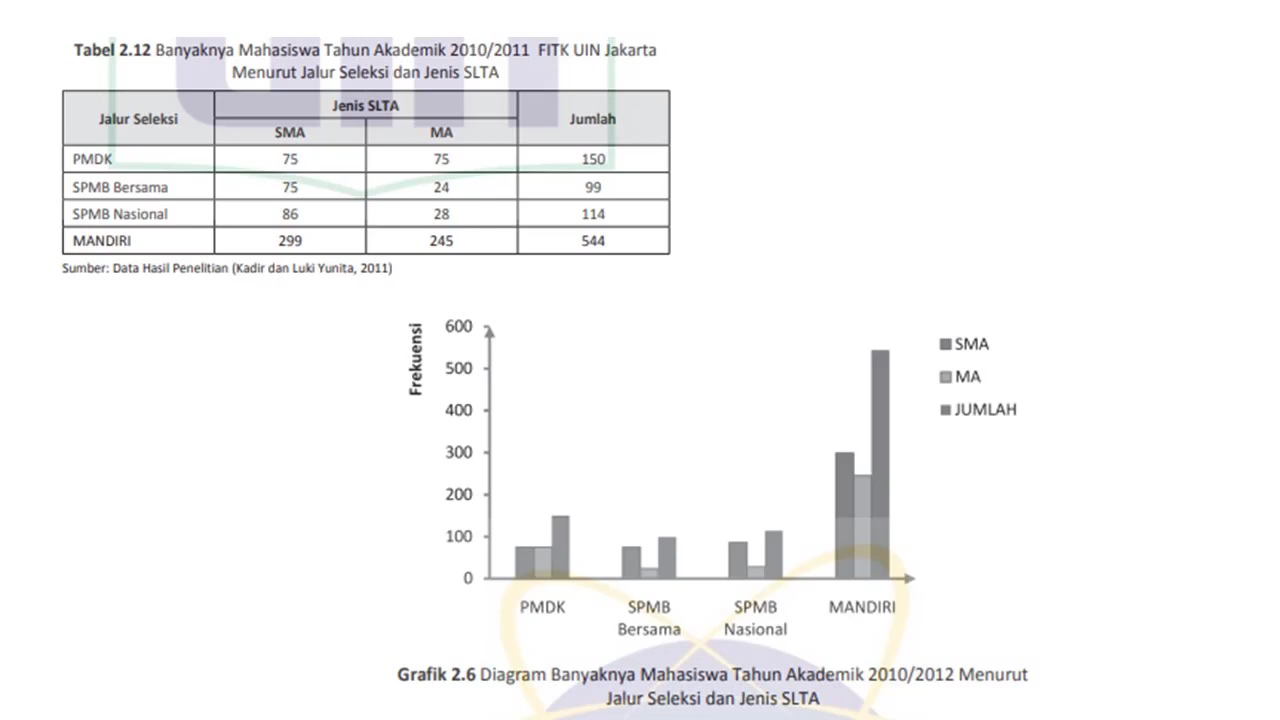 Tabel 2.12 Banyaknya Mahasiswa Tahun Akademik 2010/2011 FITK UIN Jakarta
Menurut Jalur Seleksi dan Jenis SLTA
Jalur Seleksi Jenis SLTA Jumlah
SMA MA
PMDK 75 75 150
SPMB Bersama 75 24 99
SPMB Nasional 86 28 114
MANDIRI 299 245 544
Sumber: Data Hasil Penelitian (Kadir dan Luki Yunita, 2011)
Frekuensi
600
500
400
300
200
100
0
PMDK SPMB SPMB MANDIRI
Bersama Nasional
SMA
MA
JUMLAH
Grafik 2.6 Diagram Banyaknya Mahasiswa Tahun Akademik 2010/2012 Menurut
Jalur Seleksi dan Jenis SLTA